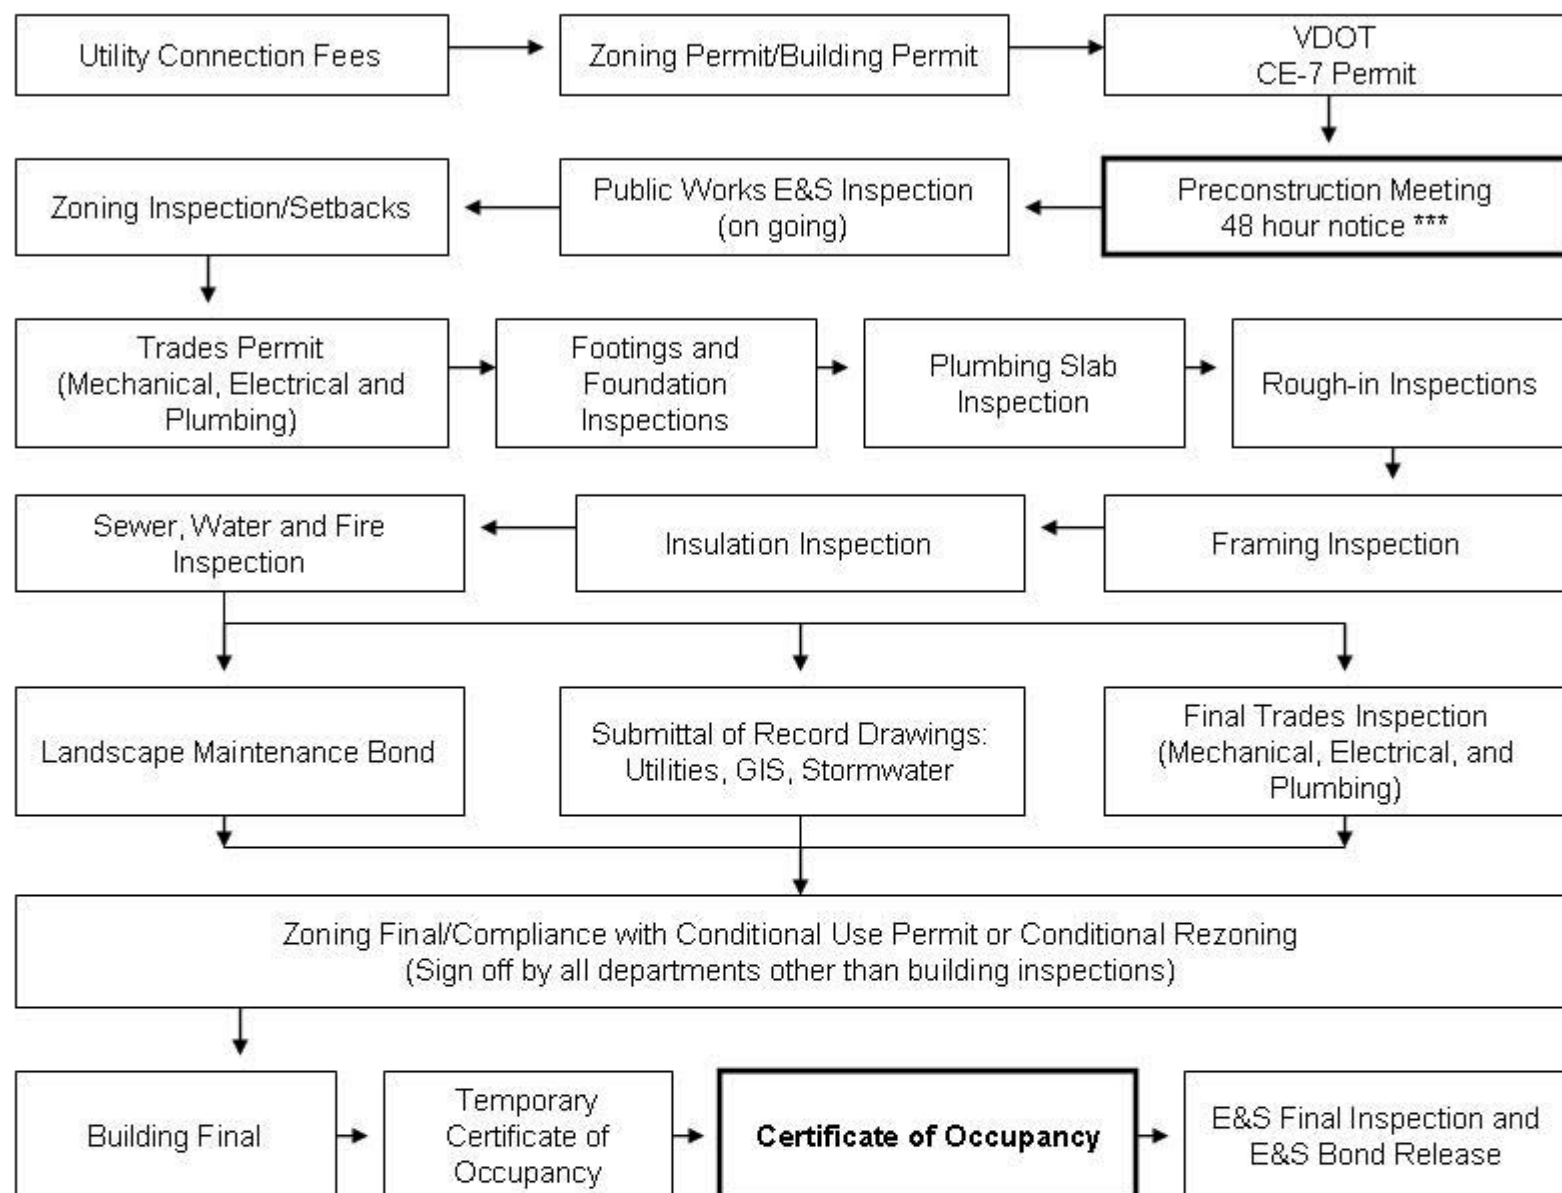 Utility Connection Fees
Zoning Permit/Building Permit
VDOT
CE-7 Permit
Zoning Inspection/Setbacks
Public Works E&S Inspection
(on going)
Preconstruction Meeting
48 hour notice ***
Trades Permit
(Mechanical, Electrical and
Plumbing)
Footings and
Foundation
Inspections
Plumbing Slab
Inspection
Rough-in Inspections
Sewer, Water and Fire
Inspection
Insulation Inspection
Framing Inspection
Landscape Maintenance Bond
Submittal of Record Drawings:
Utilities, GIS, Stormwater
Final Trades Inspection
(Mechanical, Electrical, and
Plumbing)
Zoning Final/Compliance with Conditional Use Permit or Conditional Rezoning
(Sign off by all departments other than building inspections)
Building Final
Temporary
Certificate of
Occupancy
Certificate of Occupancy
E&S Final Inspection and
E&S Bond Release